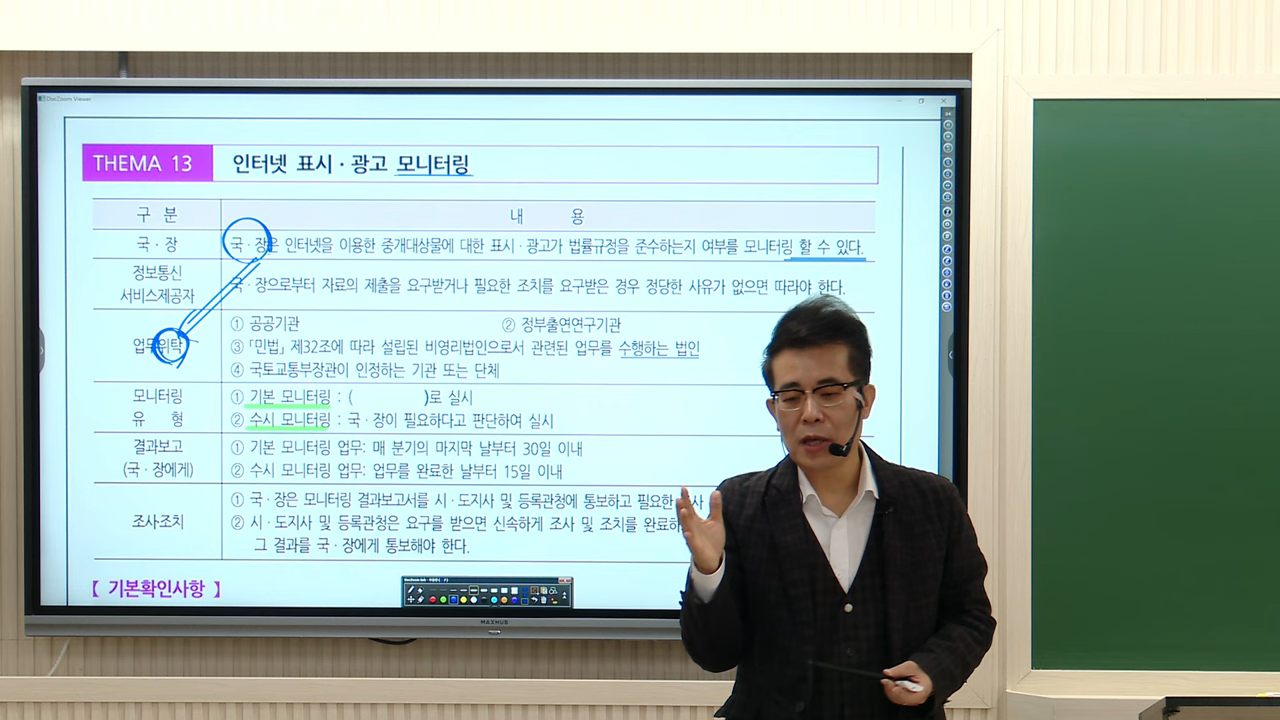 DocZoom Viewer
THEMA 13
인터넷 표시 · 광고 모니터링
구 분
내 용
국 · 장
국 · 장은 인터넷을 이용한 중개대상물에 대한 표시 · 광고가 법률규정을 준수하는지 여부를 모니터링 할 수 있다.
정보통신
서비스제공자
국 · 장으로부터 자료의 제출을 요구받거나 필요한 조치를 요구받은 경우 정당한 사유가 없으면 따라야 한다.
업무위탁
① 공공기관
② 정부출연연구기관
③ 「민법」 제32조에 따라 설립된 비영리법인으로서 관련된 업무를 수행하는 법인
④ 국토교통부장관이 인정하는 기관 또는 단체
모니터링
유 형
① 기본 모니터링 : ( )로 실시
② 수시 모니터링 : 국 · 장이 필요하다고 판단하여 실시
결과보고
(국 · 장에게)
① 기본 모니터링 업무: 매 분기의 마지막 날부터 30일 이내
② 수시 모니터링 업무: 업무를 완료한 날부터 15일 이내
조사·조치
① 국 · 장은 모니터링 결과보고서를 시 · 도지사 및 등록관청에 통보하고 필요한
② 시 · 도지사 및 등록관청은 요구를 받으면 신속하게 조사 및 조치를 완료하
그 결과를 국 · 장에게 통보해야 한다.
【 기본확인사항 】
MAXHUB